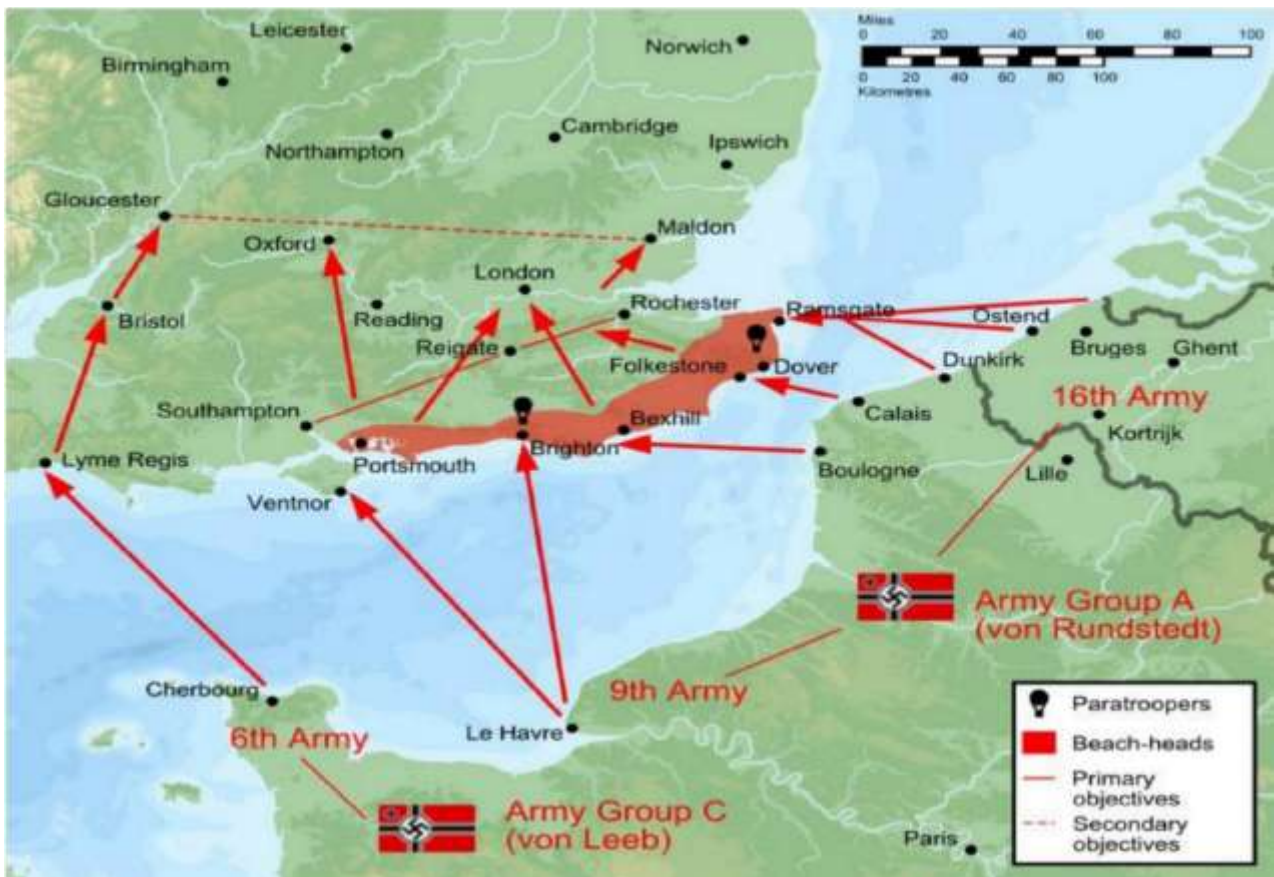 Leicester
Norwich
Miles
0 20 40 60 80 100
0 20 40 60 80 100
Kilometres
Birmingham
Cambridge
Northampton
Ipswich
Gloucester
Oxford
Maldon
London
Rochester
Ramsgate
Ostend
Bristol
Reading
Reigate
Bruges
Ghent
Folkestone
Dover
Dunkirk
16th Army
Southampton
Calais
Bexhill
Kortrijk
Lyme Regis
Portsmouth
Brighton
Boulogne
Lille
Ventnor
Army Group A
(von Rundstedt)
Cherbourg
9th Army
6th Army
Le Havre
Army Group C
(von Leeb)
Paris
Paratroopers
Beach-heads
Primary
objectives
Secondary
objectives